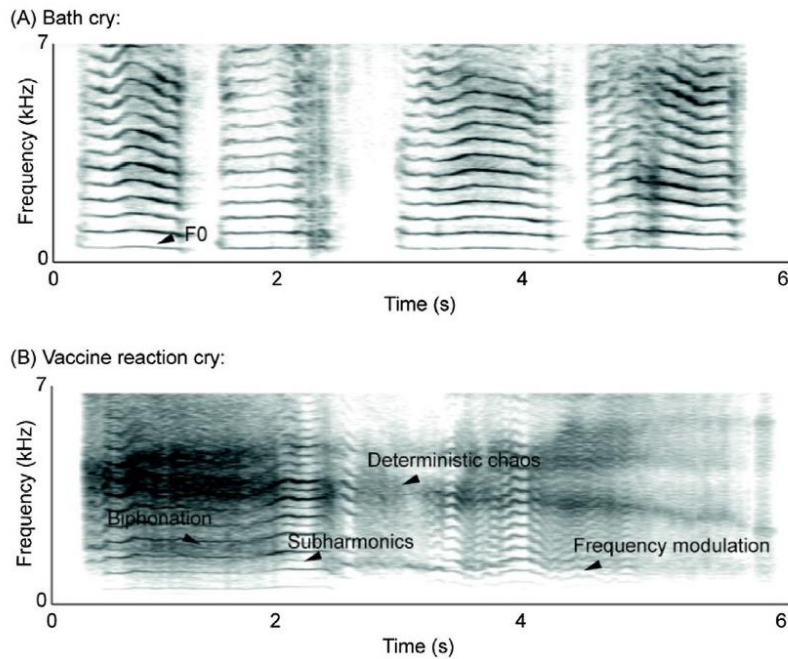 (A) Bath cry:
7
Frequency (kHz)
F0
0
0 2 4 6
Time (s)
(B) Vaccine reaction cry:
7
Frequency (kHz)
Deterministic chaos
Biphonation
Subharmonics
Frequency modulation
0
0 2 4 6
Time (s)